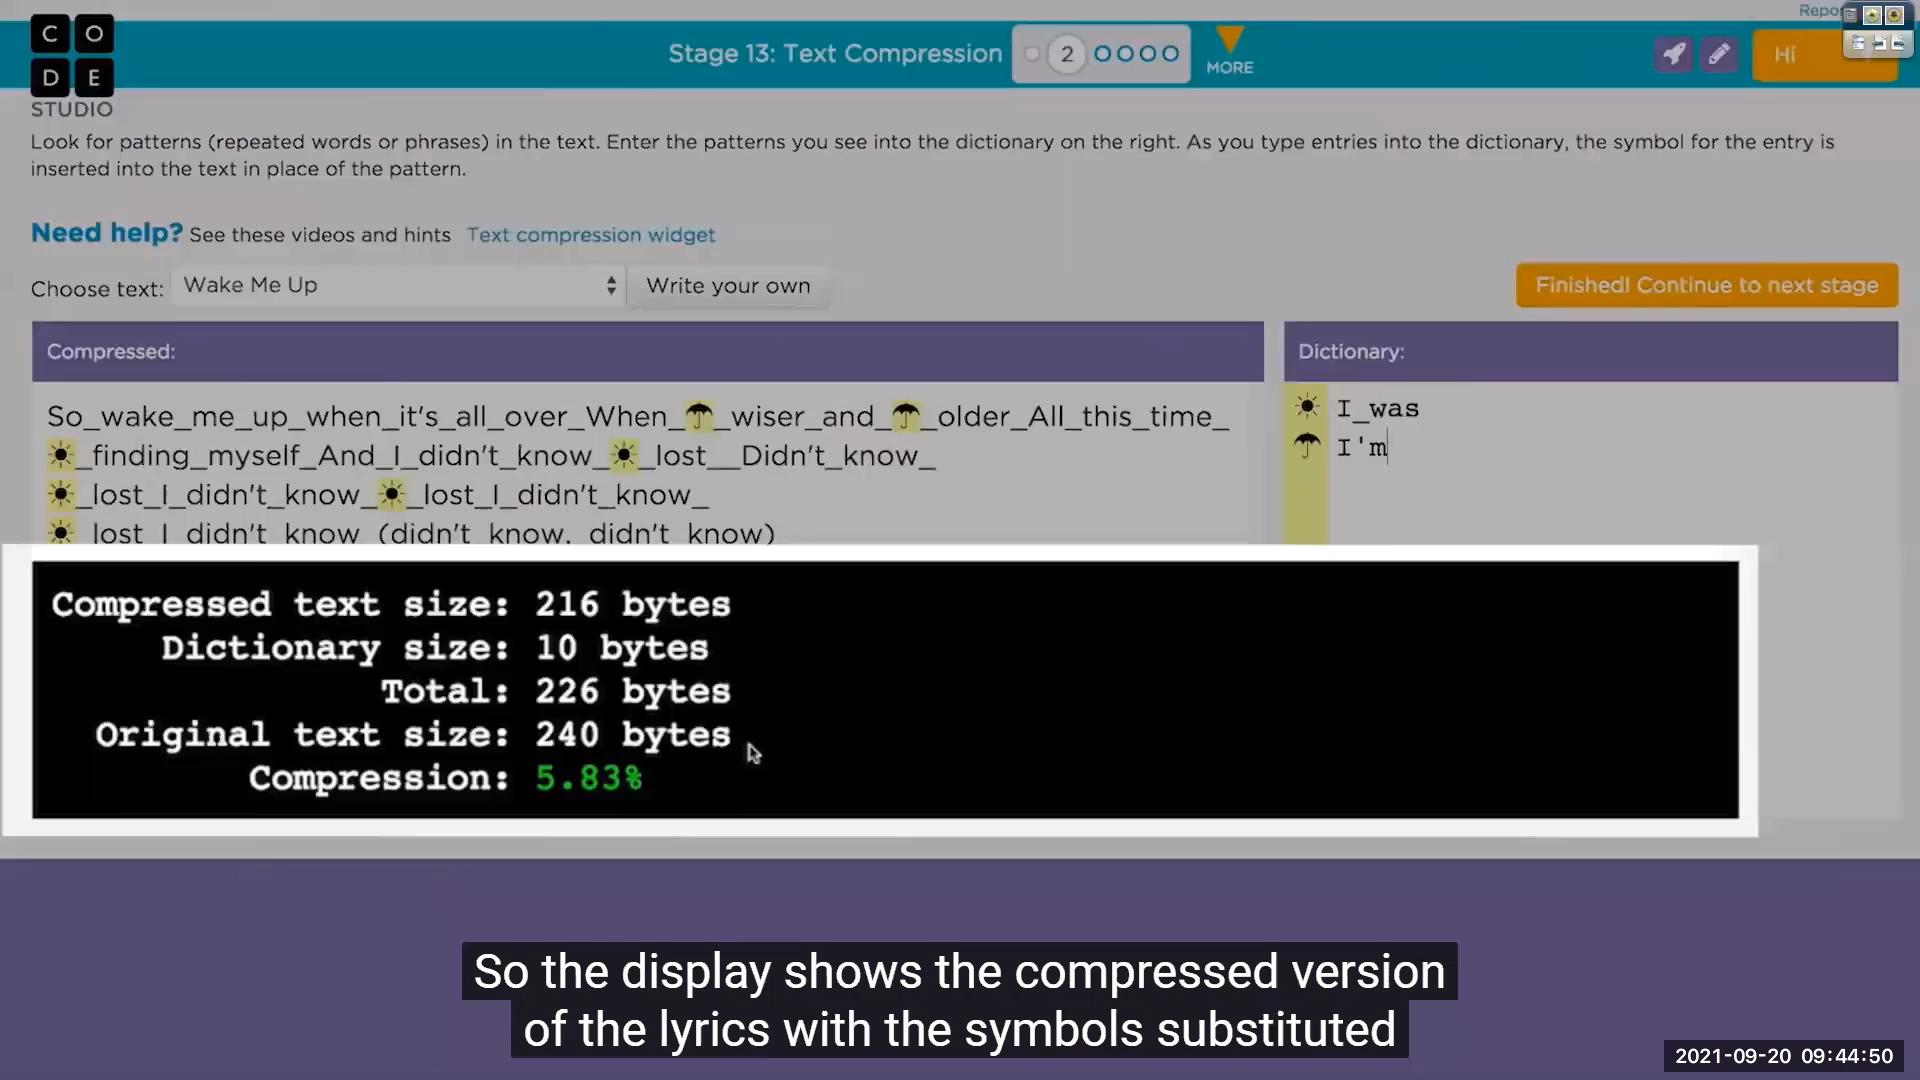 Repo
C O
D E
STUDIO
Stage 13: Text Compression
2
MORE
Hi
Look for patterns (repeated words or phrases) in the text. Enter the patterns you see into the dictionary on the right. As you type entries into the dictionary, the symbol for the entry is
inserted into the text in place of the pattern.
Need help? See these videos and hints Text compression widget
Choose text: Wake Me Up Write your own
Finished! Continue to next stage
Compressed:
Dictionary:
So_wake_me_up_when_it's_all_over_When_☂_wiser_and_☂_older_All_this_time_
☀_finding_myself_And_I_didn't_know_☀_lost__Didn't_know_
☀_lost_I_didn't_know_☀_lost_I_didn't_know_
☀_lost_I_didn't_know_(didn't_know,_didn't_know)
☀ I_was
☂ I'm
Compressed text size: 216 bytes
Dictionary size: 10 bytes
Total: 226 bytes
Original text size: 240 bytes
Compression: 5.83%
So the display shows the compressed version
of the lyrics with the symbols substituted
2021-09-20 09:44:50